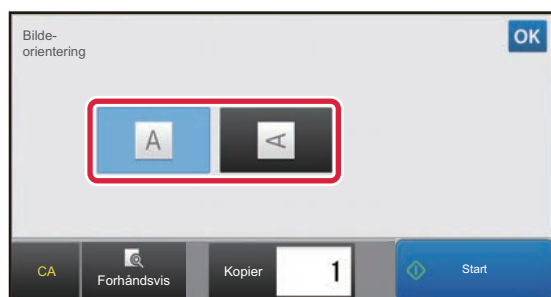 Bilde-
orientering
OK
A
A
CA
Forhåndsvis
Kopier
1
Start